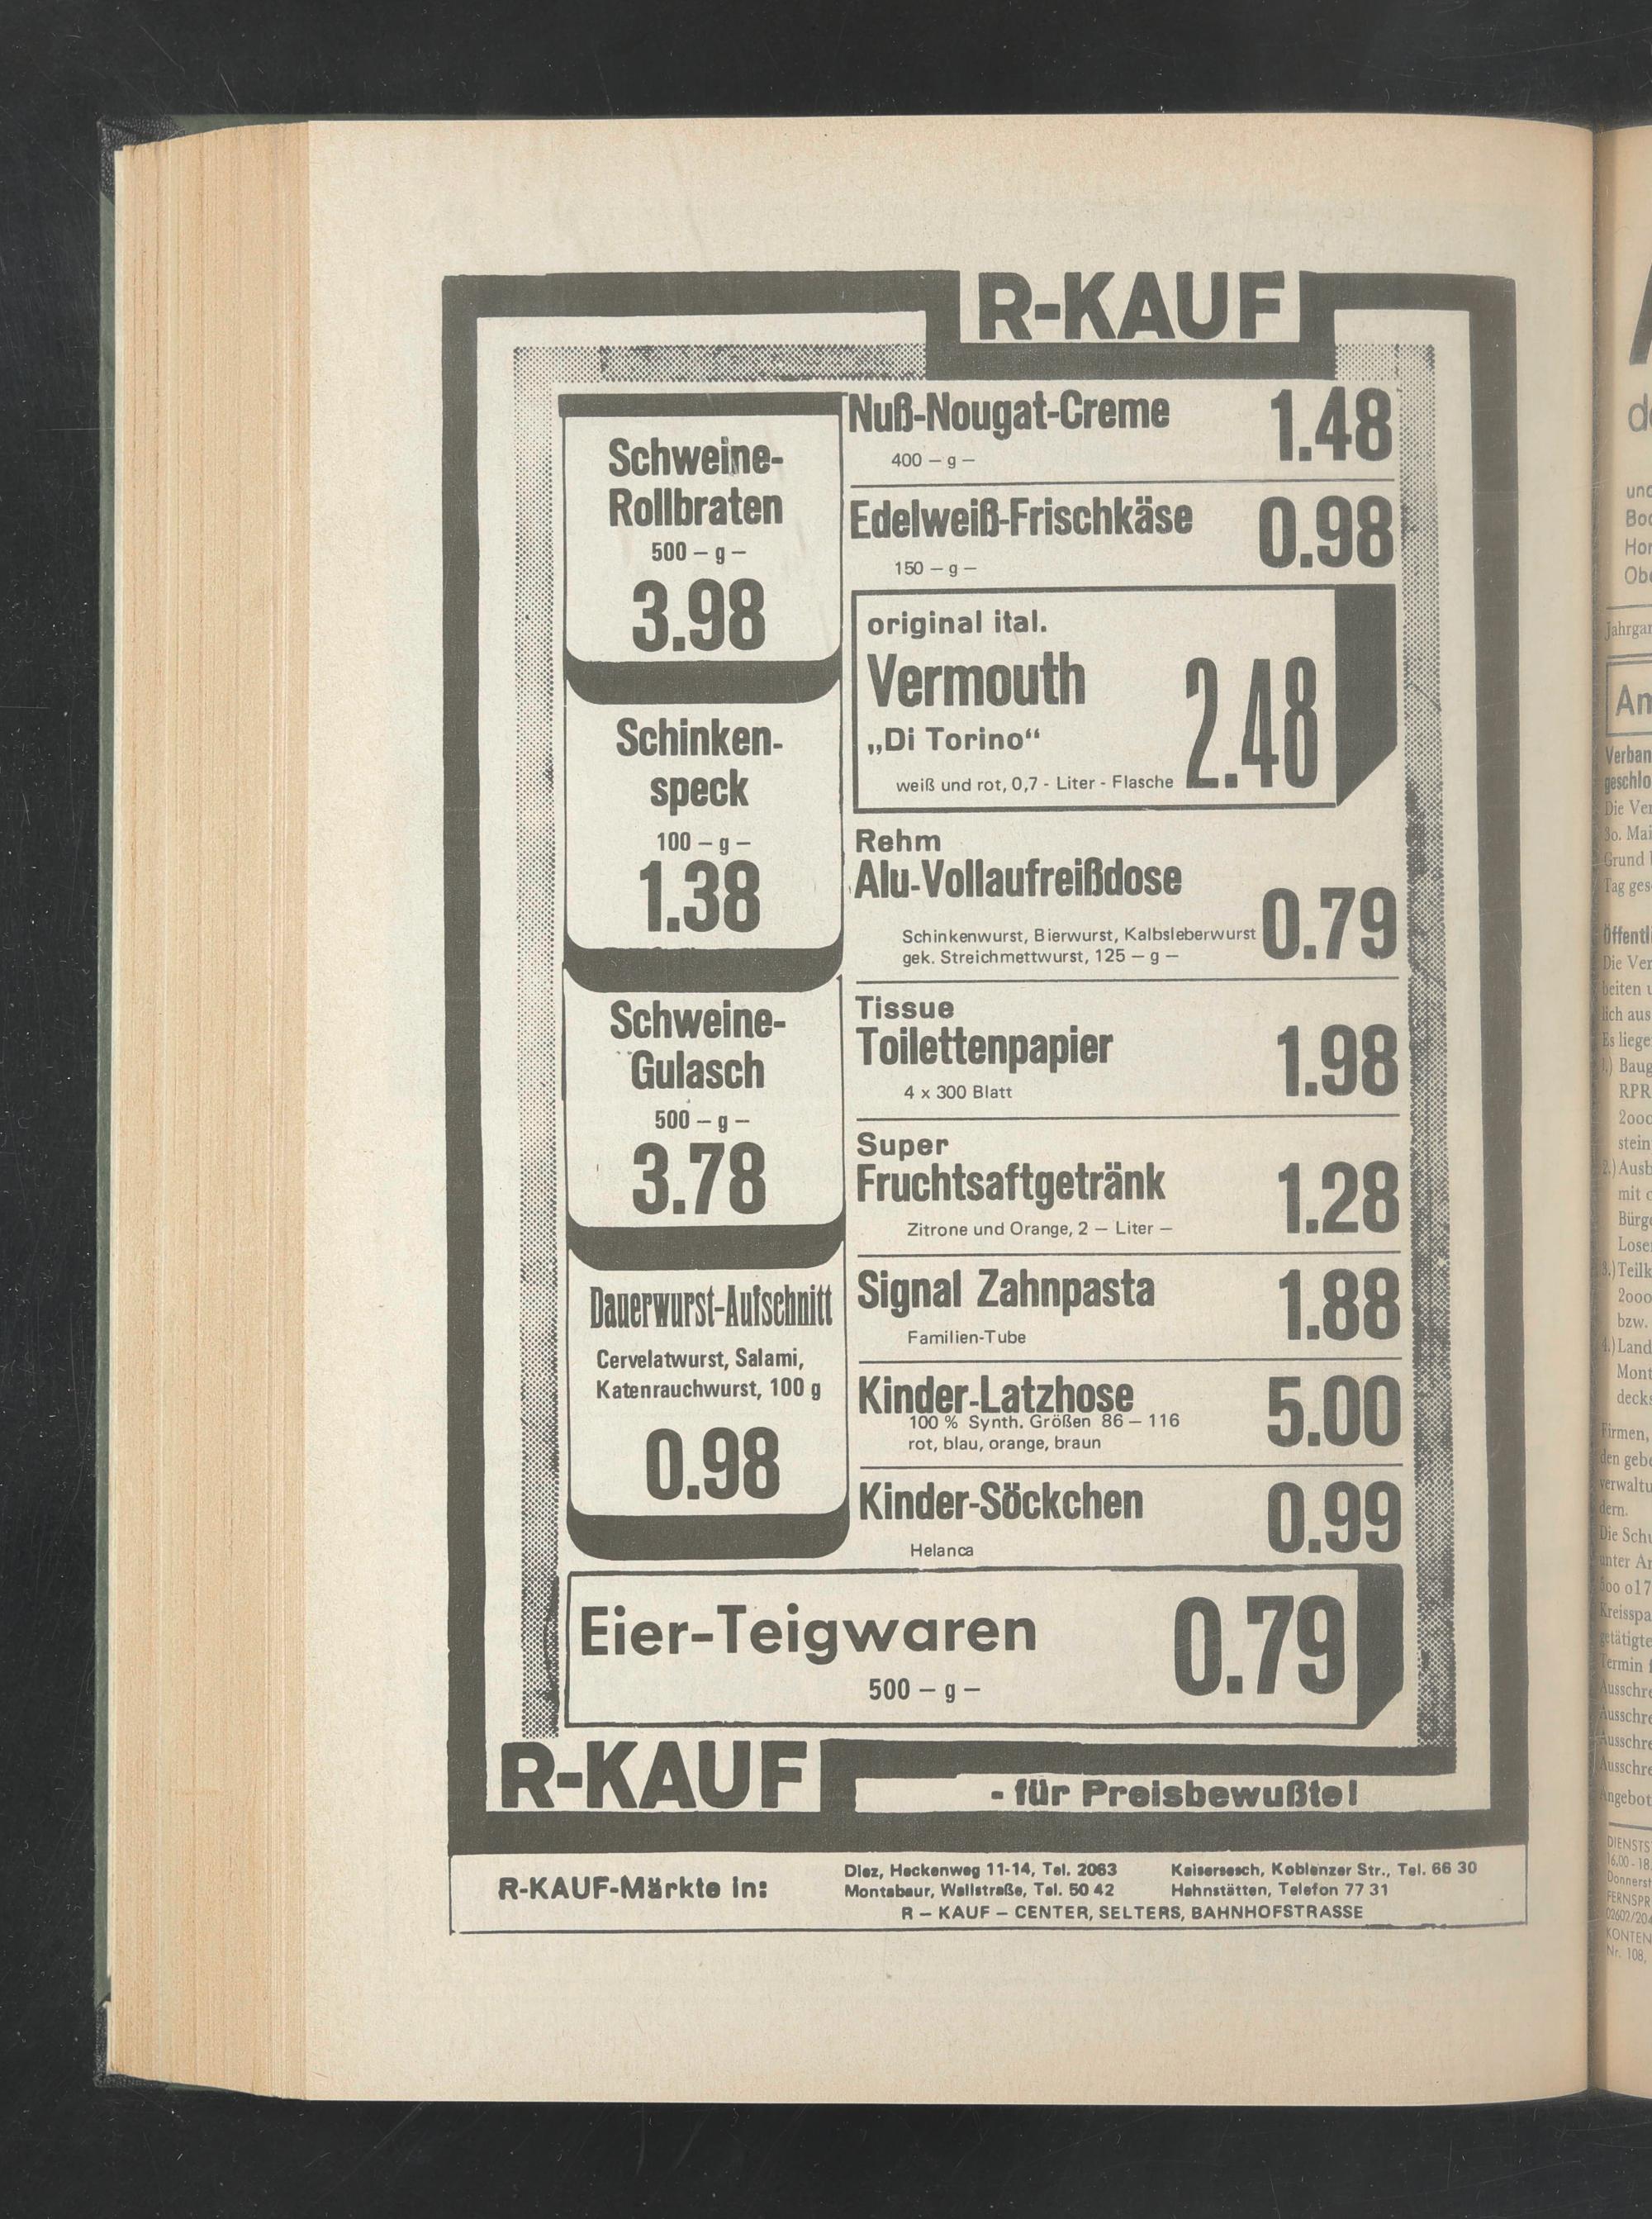 R-KAUF
Schweine-
Rollbraten
500 – g –
3.98
Schinken-
speck
100 – g –
1.38
Schweine-
Gulasch
500 – g –
3.78
Dauerwurst-Aufschnitt
Cervelatwurst, Salami,
Katenrauchwurst, 100 g
0.98
Nuß-Nougat-Creme 1.48
400 – g –
Edelweiß-Frischkäse 0.98
150 – g –
original ital.
Vermouth
„Di Torino“ 2.48
weiß und rot, 0,7 - Liter - Flasche
Rehm
Alu-Vollaufreißdose
Schinkenwurst, Bierwurst, Kalbsleberwurst 0.79
gek. Streichmettwurst, 125 – g –
Tissue
Toilettenpapier 1.98
4 x 300 Blatt
Super
Fruchtsaftgetränk 1.28
Zitrone und Orange, 2 – Liter –
Signal Zahnpasta 1.88
Familien-Tube
Kinder-Latzhose 5.00
100 % Synth. Größen 86 – 116
rot, blau, orange, braun
Kinder-Söckchen 0.99
Helanca
Eier-Teigwaren 0.79
500 – g –
R-KAUF
- für Preisbewußte!
R-KAUF-Märkte in:
Diez, Heckenweg 11-14, Tel. 2063
Montabaur, Wallstraße, Tel. 50 42
Kaisersesch, Koblenzer Str., Tel. 66 30
Hahnstätten, Telefon 77 31
R – KAUF – CENTER, SELTERS, BAHNHOFSTRASSE